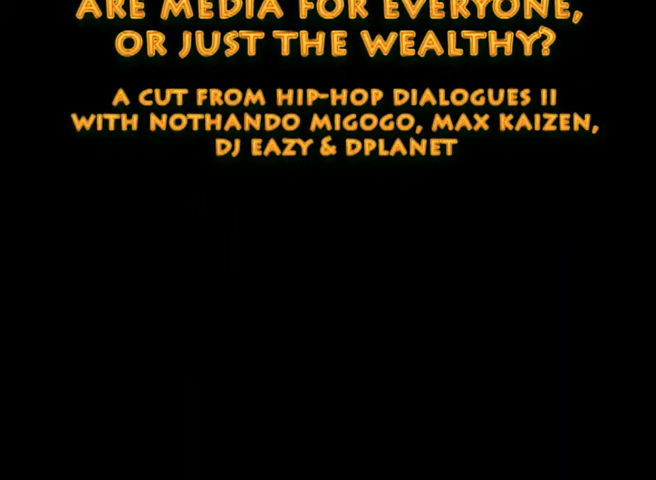 ARE MEDIA FOR EVERYONE,
OR JUST THE WEALTHY?
A CUT FROM HIP-HOP DIALOGUES II
WITH NOTHANDO MIGOGO, MAX KAIZEN,
DJ EAZY & DPLANET